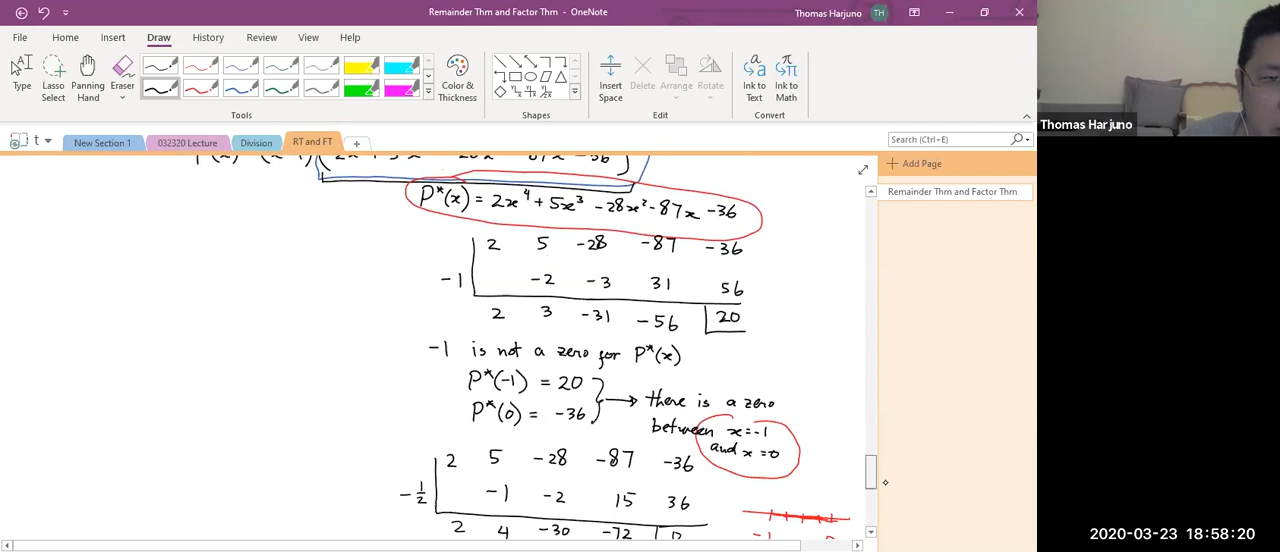 Remainder Thm and Factor Thm - OneNote
Thomas Harjuno TH
File Home Insert Draw History Review View Help
Type Lasso Select Panning Hand Eraser
Color & Thickness
Insert Space Delete Arrange Rotate
Ink to Text Ink to Math
Tools Shapes Edit Convert
t New Section 1 032320 Lecture Division RT and FT +
Search (Ctrl+E)
Add Page
Remainder Thm and Factor Thm
Thomas Harjuno
P*(x) = 2x⁴ + 5x³ - 28x² - 87x - 36
2 5 -28 -87 -36
-1 -2 -3 31 56
2 3 -31 -56 20
-1 is not a zero for P*(x)
P*(-1) = 20
P*(0) = -36
there is a zero
between x = -1
and x = 0
2 5 -28 -87 -36
-1/2 -1 -2 15 36
2 4 -30 -72
-1
2020-03-23 18:58:20